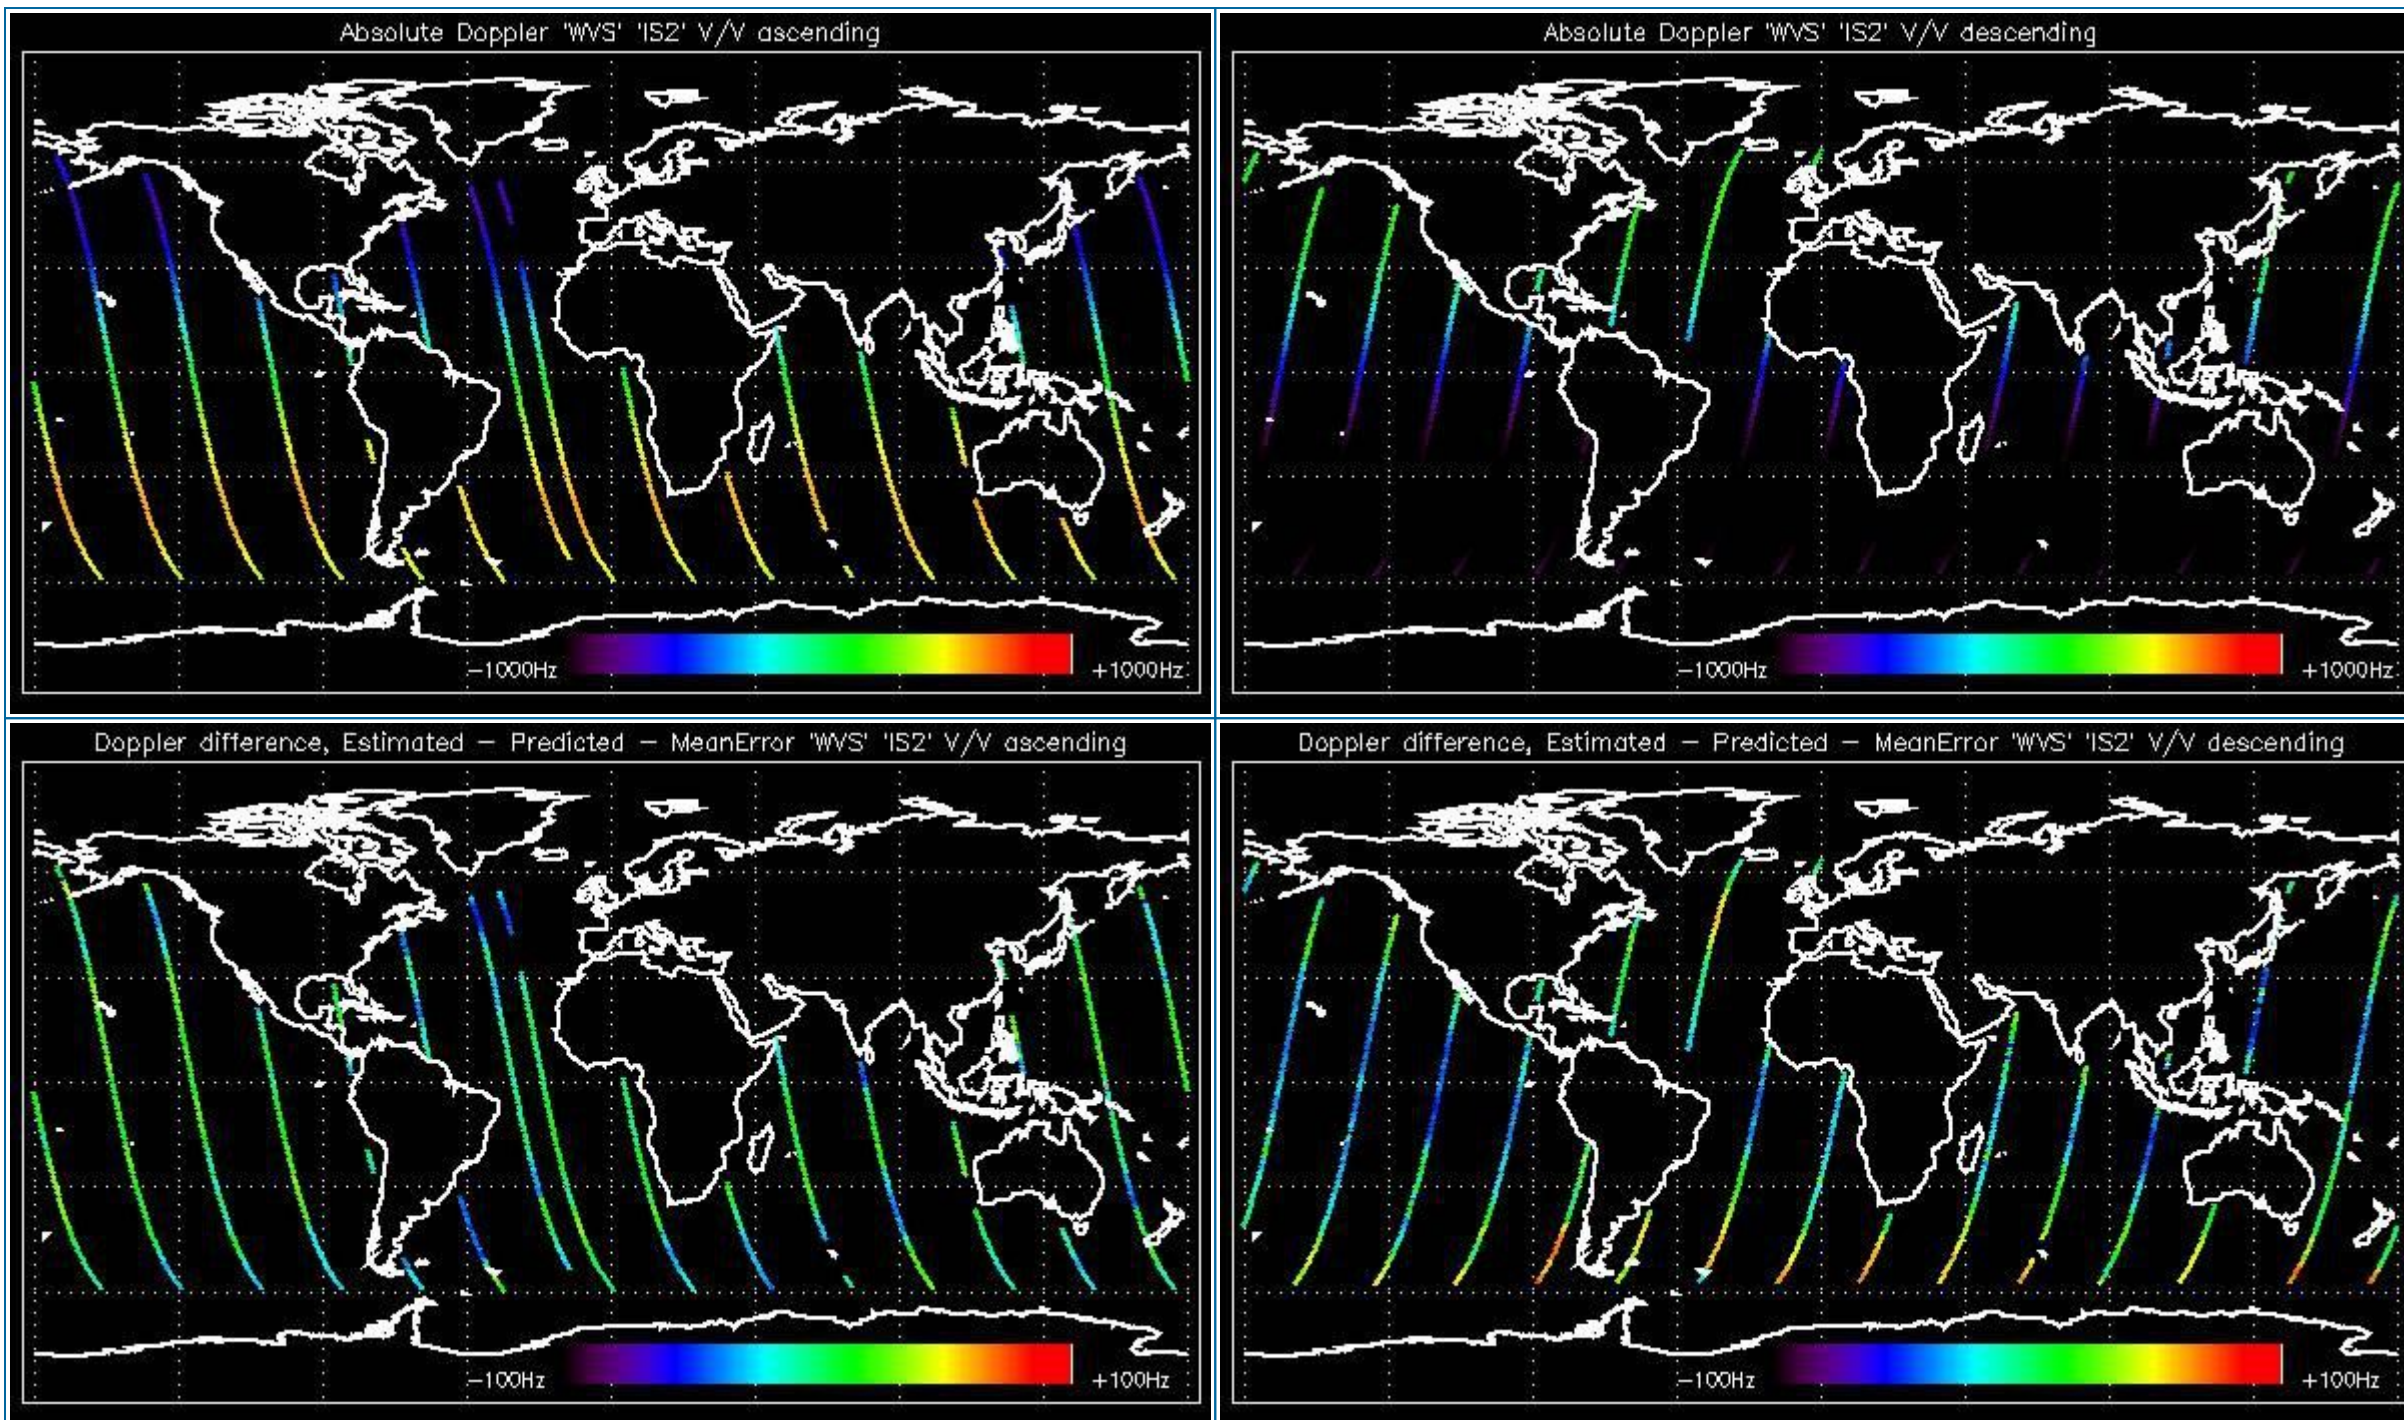 Absolute Doppler 'WVS' 'IS2' V/V ascending
-1000Hz
+1000Hz
Absolute Doppler 'WVS' 'IS2' V/V descending
-1000Hz
+1000Hz
Doppler difference, Estimated - Predicted - MeanError 'WVS' 'IS2' V/V ascending
-100Hz
+100Hz
Doppler difference, Estimated - Predicted - MeanError 'WVS' 'IS2' V/V descending
-100Hz
+100Hz